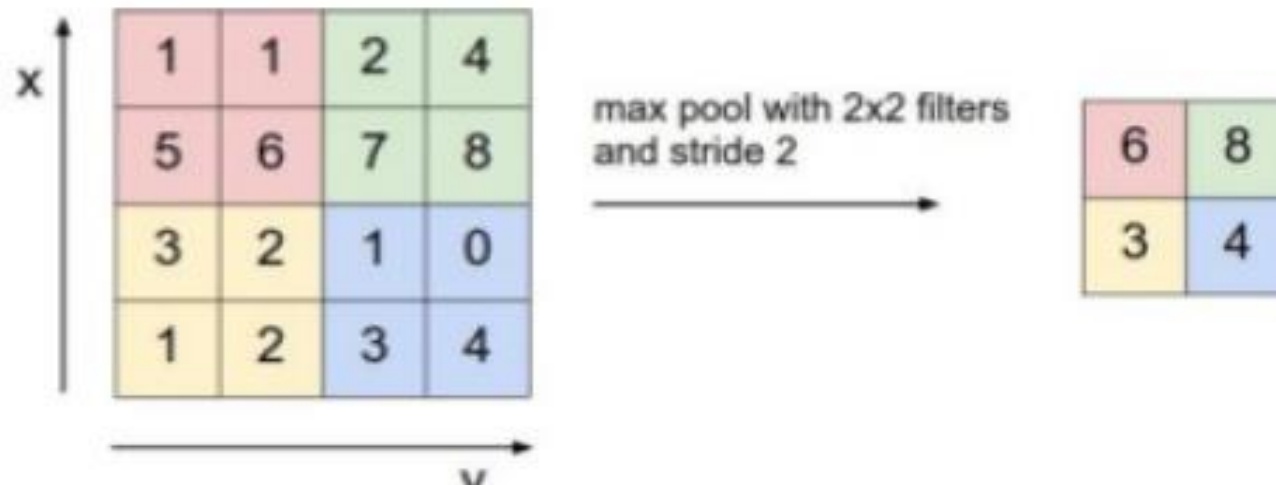 X
1 1 2 4
5 6 7 8
3 2 1 0
1 2 3 4
max pool with 2x2 filters
and stride 2
6 8
3 4